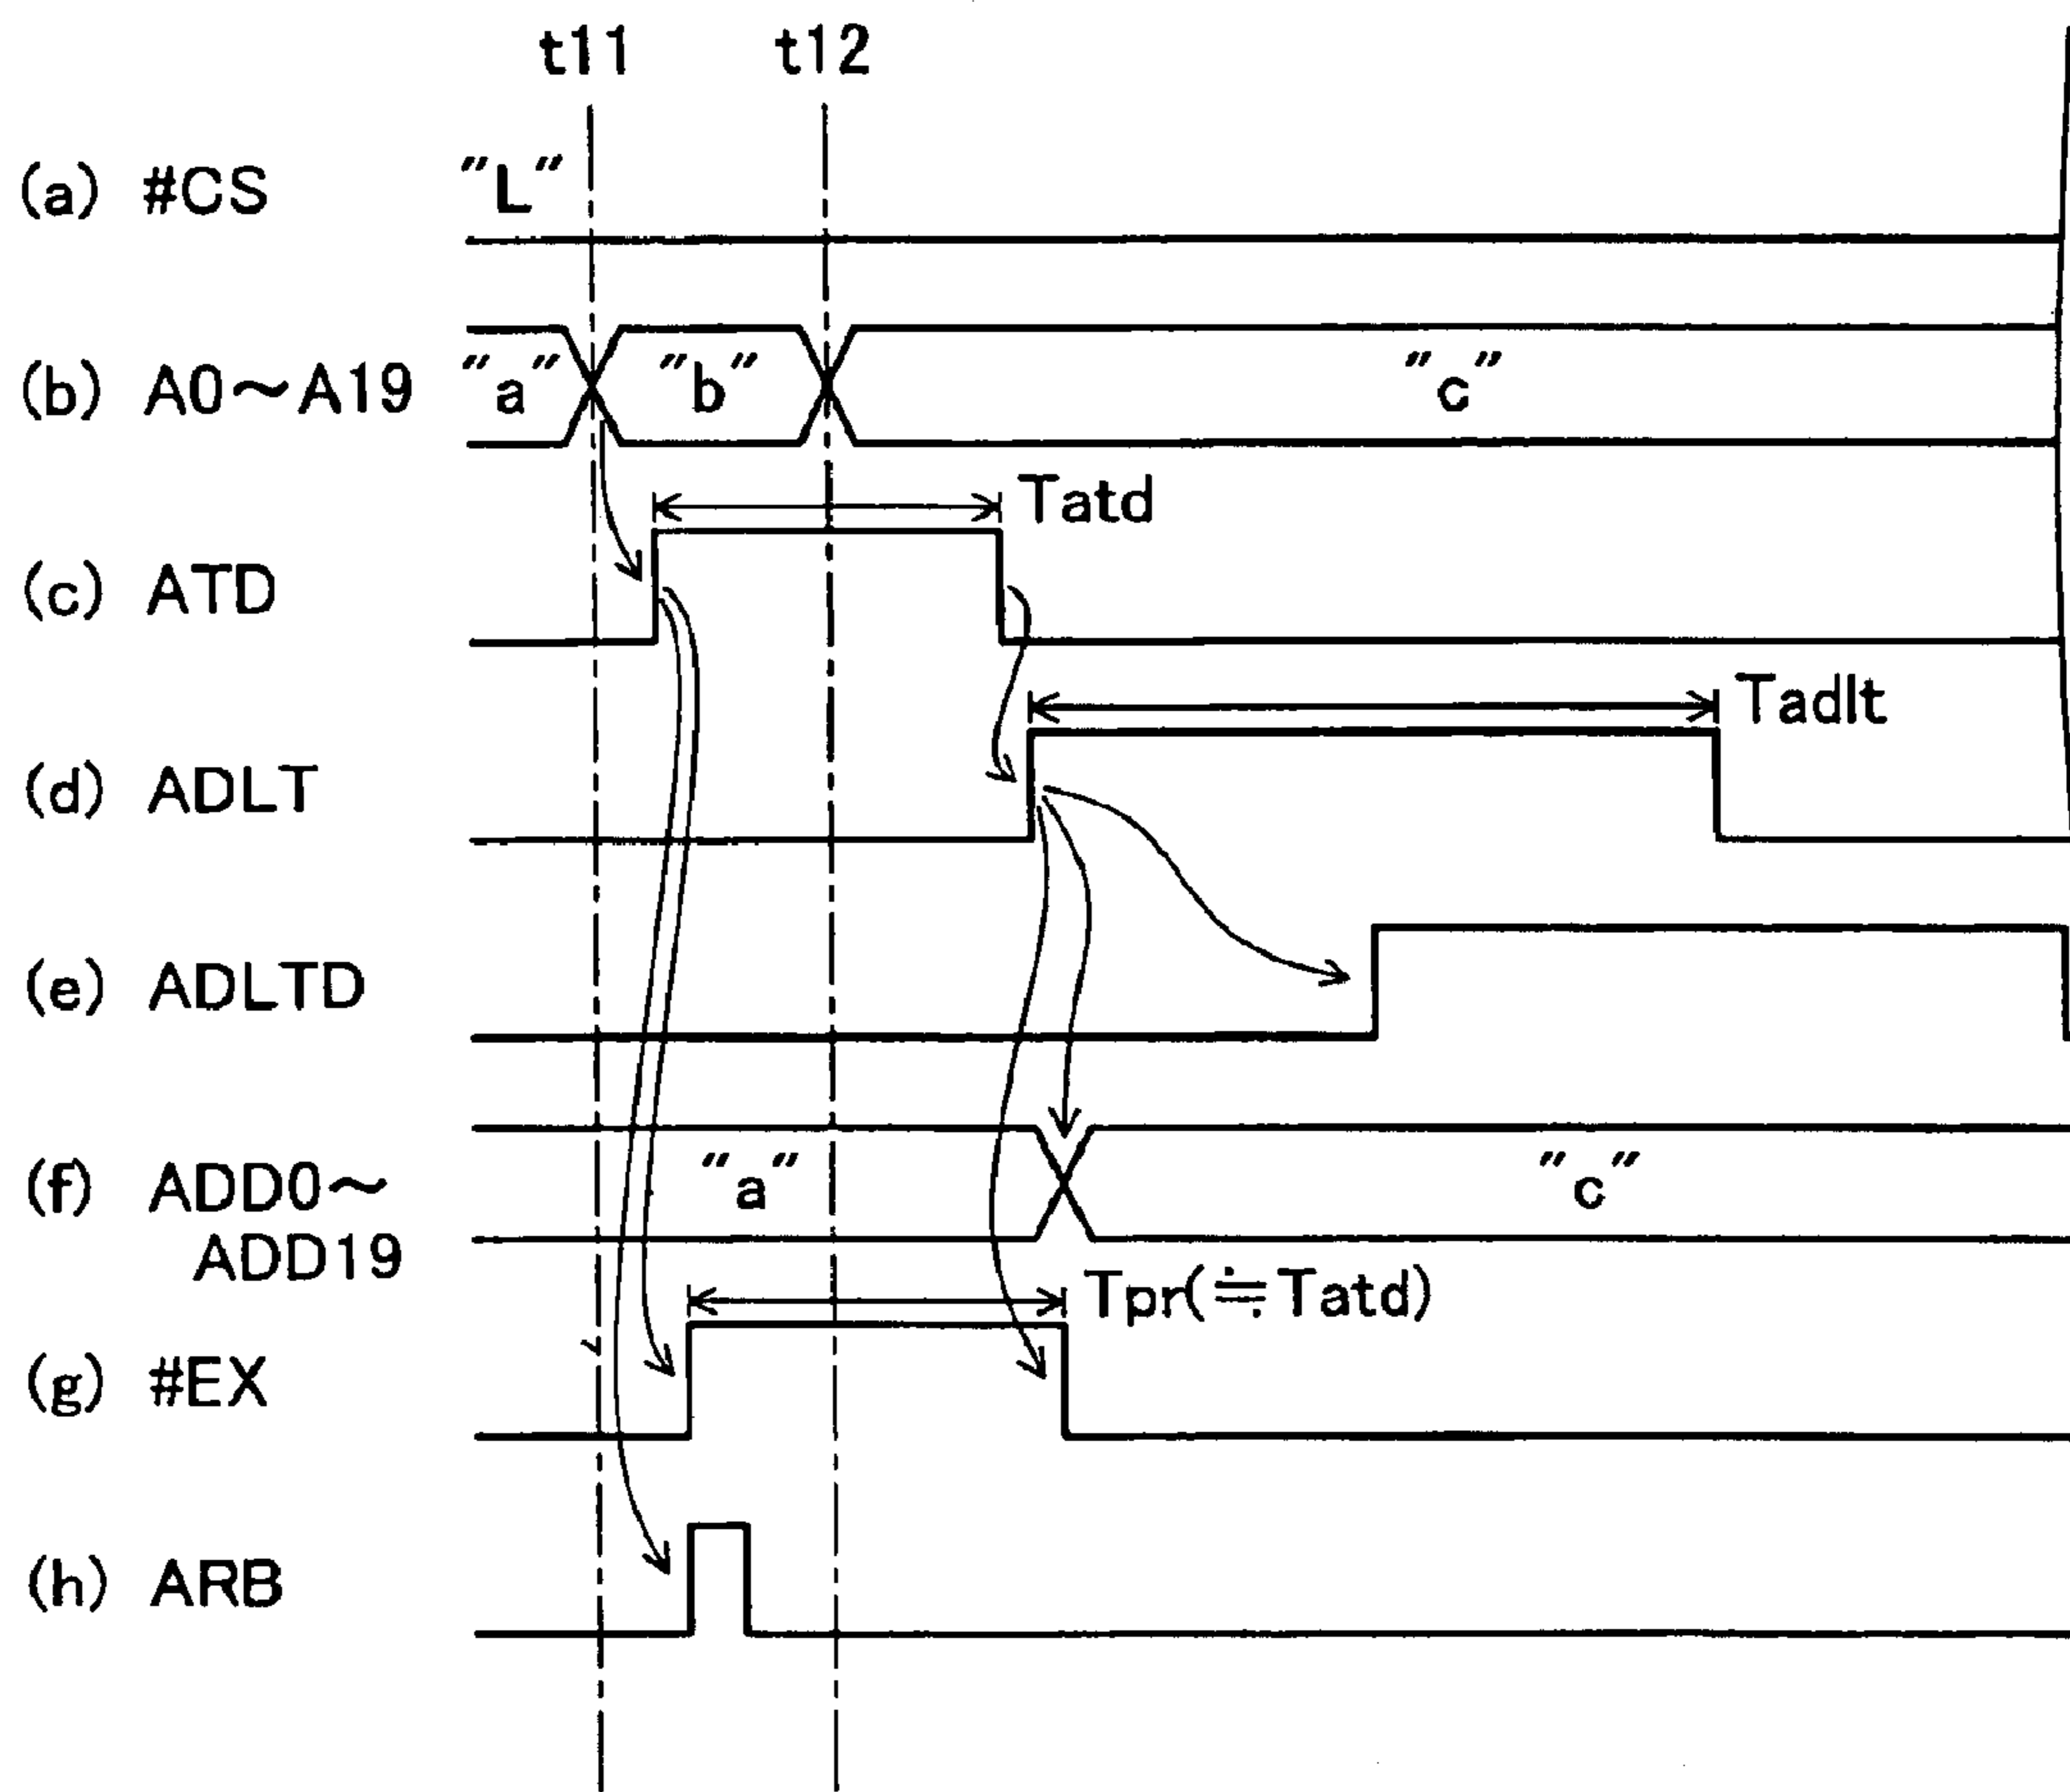 t11 t12
(a) #CS "L"
(b) A0～A19 "a" "b" "c"
Tatd
(c) ATD
Tadlt
(d) ADLT
(e) ADLTD
(f) ADD0～ "a" "c"
ADD19
Tpr(≒Tatd)
(g) #EX
(h) ARB